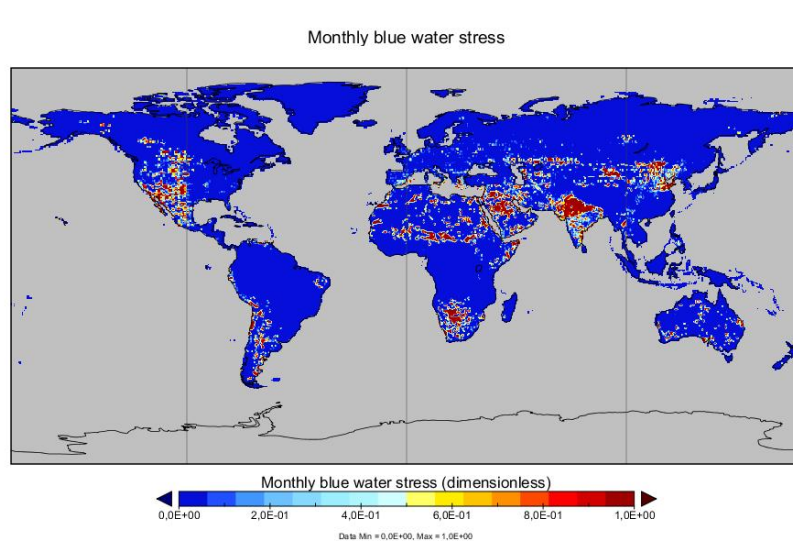 Monthly blue water stress
Monthly blue water stress (dimensionless)
0,0E+00 2,0E-01 4,0E-01 6,0E-01 8,0E-01 1,0E+00
Data Min = 0,0E+00, Max = 1,0E+00